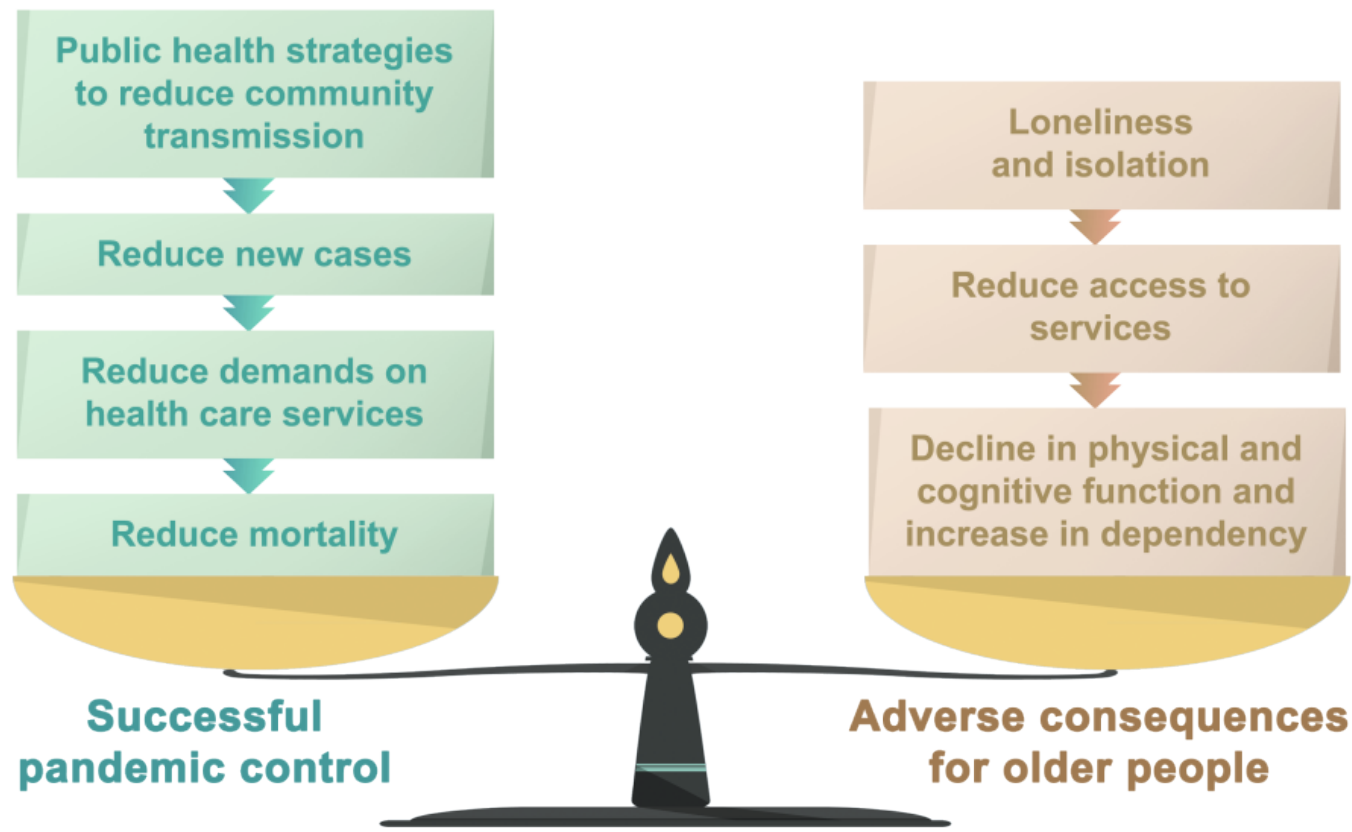 Public health strategies
to reduce community
transmission
Reduce new cases
Reduce demands on
health care services
Reduce mortality
Successful
pandemic control
Loneliness
and isolation
Reduce access to
services
Decline in physical and
cognitive function and
increase in dependency
Adverse consequences
for older people